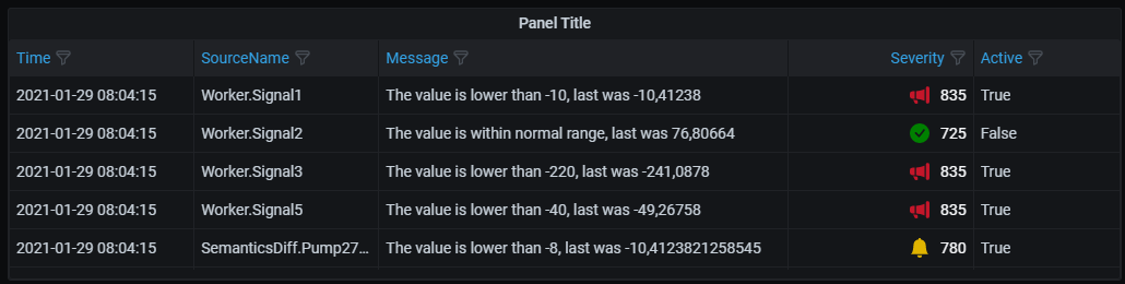 Panel Title
Time SourceName Message Severity Active
2021-01-29 08:04:15 Worker.Signal1 The value is lower than -10, last was -10,41238 835 True
2021-01-29 08:04:15 Worker.Signal2 The value is within normal range, last was 76,80664 725 False
2021-01-29 08:04:15 Worker.Signal3 The value is lower than -220, last was -241,0878 835 True
2021-01-29 08:04:15 Worker.Signal5 The value is lower than -40, last was -49,26758 835 True
2021-01-29 08:04:15 SemanticsDiff.Pump27... The value is lower than -8, last was -10,4123821258545 780 True